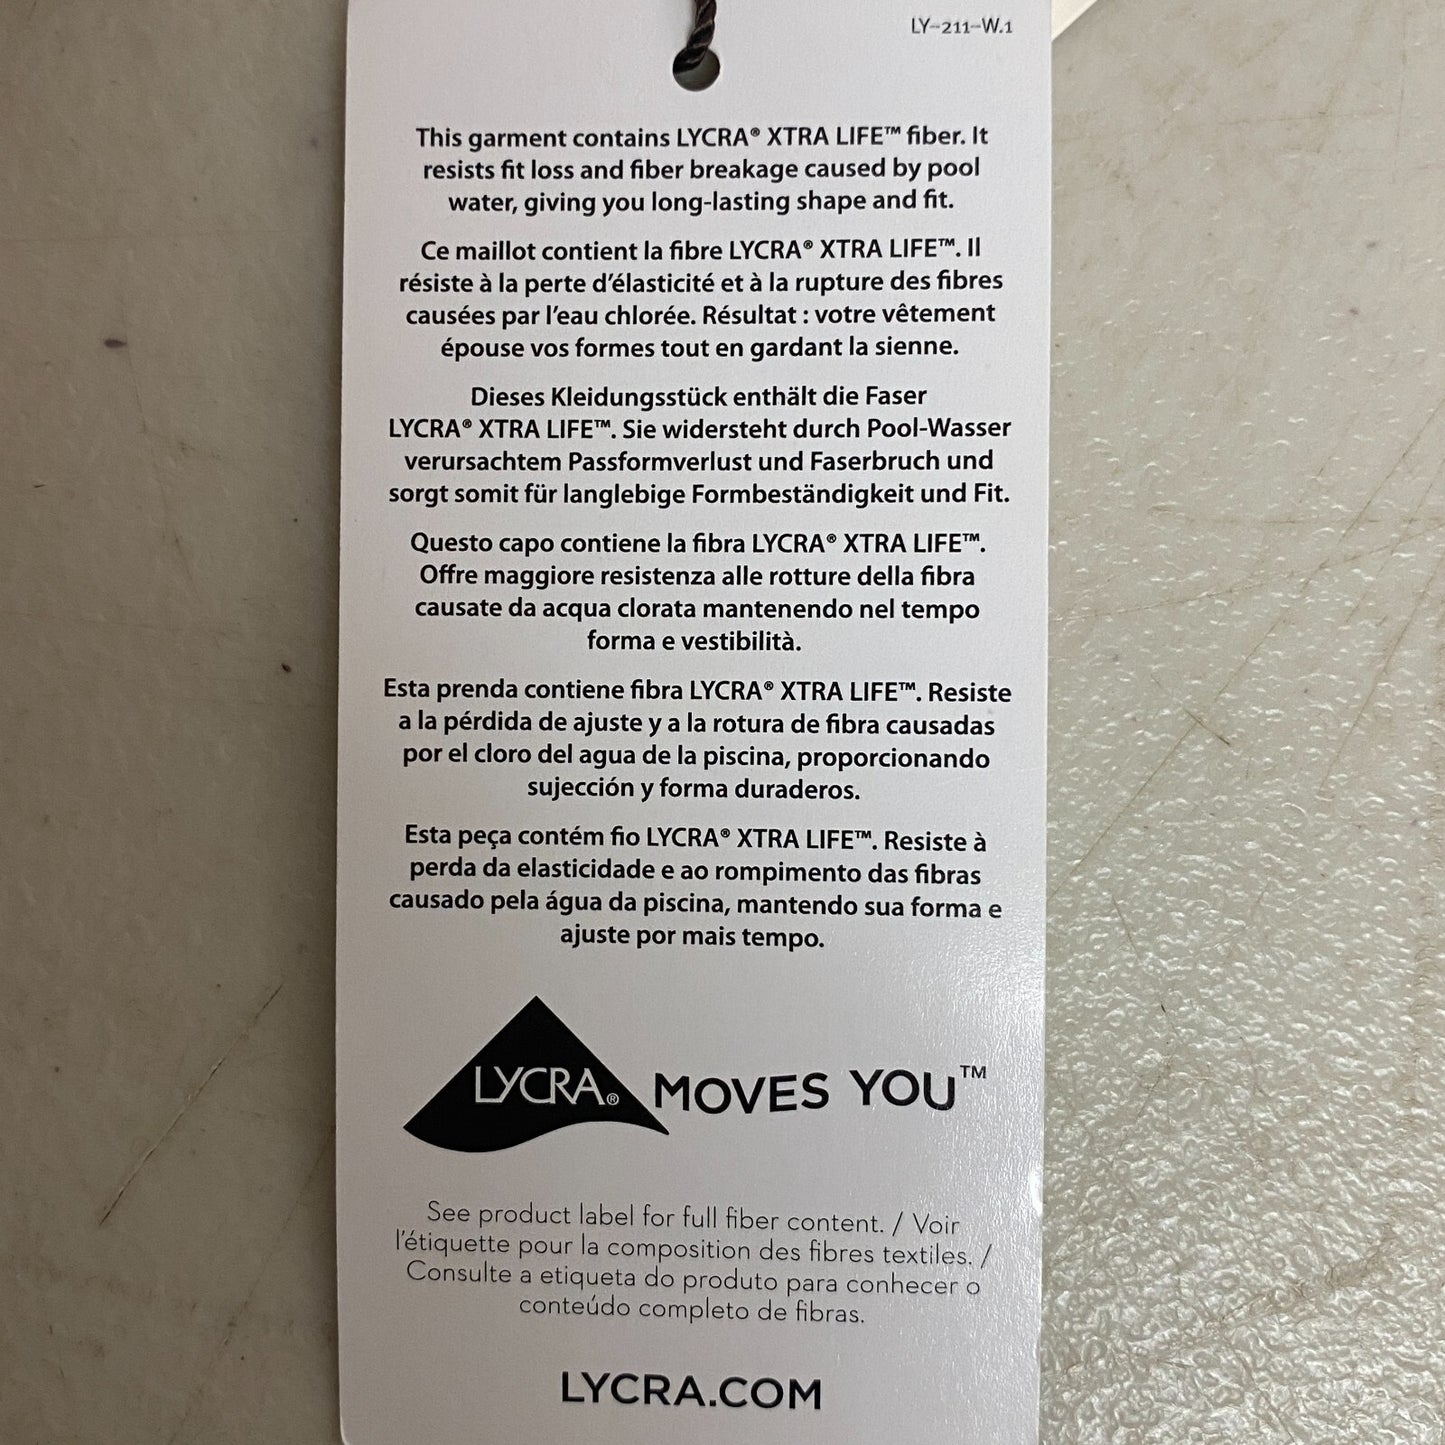 LY-211-W.1
This garment contains LYCRA® XTRA LIFE™ fiber. It
resists fit loss and fiber breakage caused by pool
water, giving you long-lasting shape and fit.
Ce maillot contient la fibre LYCRA® XTRA LIFE™. Il
résiste à la perte d'élasticité et à la rupture des fibres
causées par l'eau chlorée. Résultat : votre vêtement
épouse vos formes tout en gardant la sienne.
Dieses Kleidungsstück enthält die Faser
LYCRA® XTRA LIFE™. Sie widersteht durch Pool-Wasser
verursachtem Passformverlust und Faserbruch und
sorgt somit für langlebige Formbeständigkeit und Fit.
Questo capo contiene la fibra LYCRA® XTRA LIFE™.
Offre maggiore resistenza alle rotture della fibra
causate da acqua clorata mantenendo nel tempo
forma e vestibilità.
Esta prenda contiene fibra LYCRA® XTRA LIFE™. Resiste
a la pérdida de ajuste y a la rotura de fibra causadas
por el cloro del agua de la piscina, proporcionando
sujección y forma duraderos.
Esta peça contém fio LYCRA® XTRA LIFE™. Resiste à
perda da elasticidade e ao rompimento das fibras
causado pela água da piscina, mantendo sua forma e
ajuste por mais tempo.
LYCRA® MOVES YOU™
See product label for full fiber content. / Voir
l'étiquette pour la composition des fibres textiles. /
Consulte a etiqueta do produto para conhecer o
conteúdo completo de fibras.
LYCRA.COM